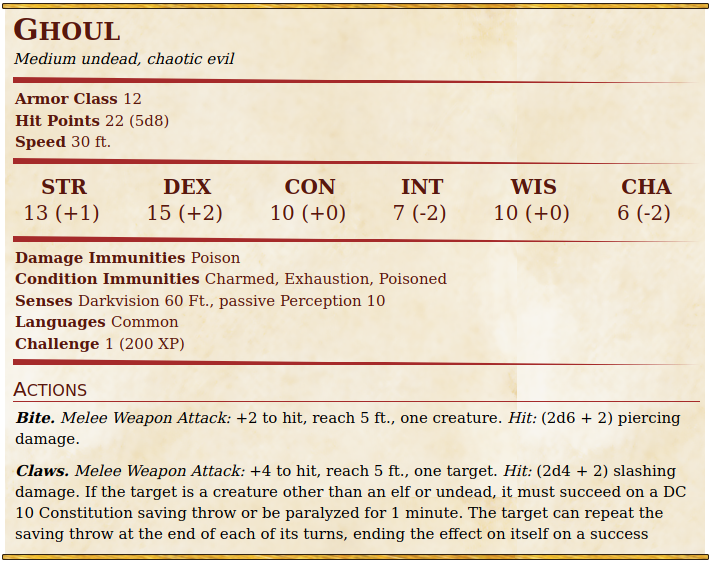 GHOUL
Medium undead, chaotic evil
Armor Class 12
Hit Points 22 (5d8)
Speed 30 ft.
STR DEX CON INT WIS CHA
13 (+1) 15 (+2) 10 (+0) 7 (-2) 10 (+0) 6 (-2)
Damage Immunities Poison
Condition Immunities Charmed, Exhaustion, Poisoned
Senses Darkvision 60 Ft., passive Perception 10
Languages Common
Challenge 1 (200 XP)
ACTIONS
Bite. Melee Weapon Attack: +2 to hit, reach 5 ft., one creature. Hit: (2d6 + 2) piercing
damage.
Claws. Melee Weapon Attack: +4 to hit, reach 5 ft., one target. Hit: (2d4 + 2) slashing
damage. If the target is a creature other than an elf or undead, it must succeed on a DC
10 Constitution saving throw or be paralyzed for 1 minute. The target can repeat the
saving throw at the end of each of its turns, ending the effect on itself on a success